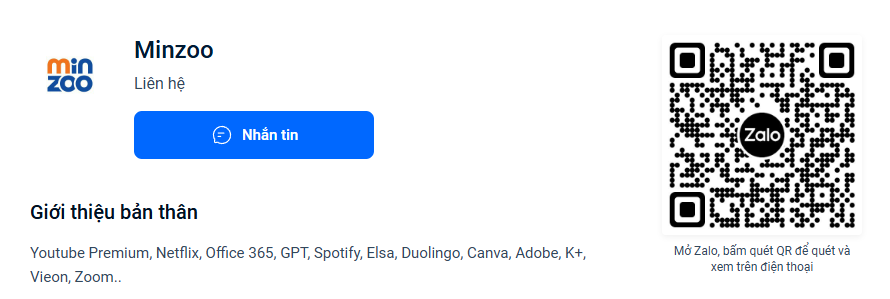 min
zoo
Minzoo
Liên hệ
Nhắn tin
Giới thiệu bản thân
Youtube Premium, Netflix, Office 365, GPT, Spotify, Elsa, Duolingo, Canva, Adobe, K+,
Vieon, Zoom..
Zalo
Mở Zalo, bấm quét QR để quét và
xem trên điện thoại